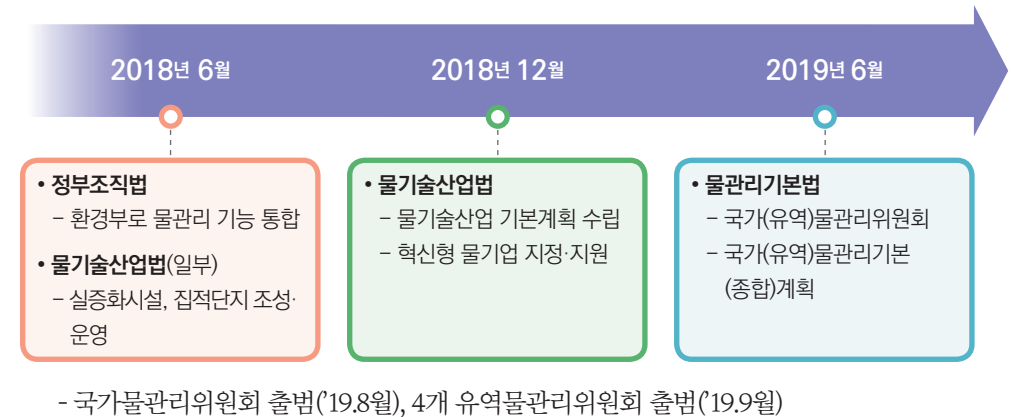 2018년 6월
2018년 12월
2019년 6월
• 정부조직법
– 환경부로 물관리 기능 통합
• 물기술산업법(일부)
– 실증화시설, 집적단지 조성·
운영
• 물기술산업법
– 물기술산업 기본계획 수립
– 혁신형 물기업 지정·지원
• 물관리기본법
– 국가(유역)물관리위원회
– 국가(유역)물관리기본
(종합)계획
- 국가물관리위원회 출범(’19.8월), 4개 유역물관리위원회 출범(’19.9월)